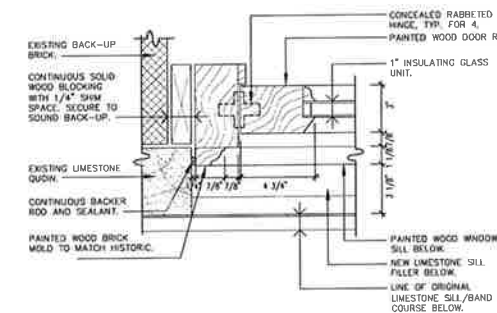 CONCEALED RABBETED
HINGE, TYP. FOR 4.
PAINTED WOOD DOOR R
EXISTING BACK-UP
BRICK.
1" INSULATING GLASS
UNIT.
CONTINUOUS SOLID
WOOD BLOCKING
WITH 1/4" SHIM
SPACE. SECURE TO
SOUND BACK-UP.
EXISTING LIMESTONE
QUOIN.
CONTINUOUS BACKER
ROD AND SEALANT.
PAINTED WOOD BRICK
MOLD TO MATCH HISTORIC.
1/4" 7/8" 7/8" 4 3/4"
PAINTED WOOD WINDOW
SILL BELOW.
NEW LIMESTONE SILL
FILLER BELOW.
LINE OF ORIGINAL
LIMESTONE SILL/BAND
COURSE BELOW.